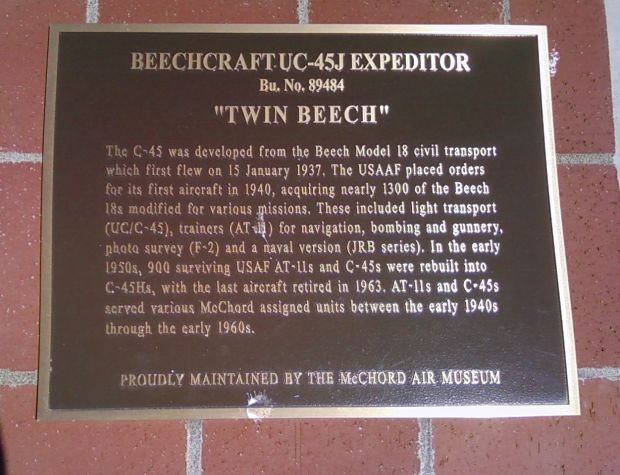 BEECHCRAFT UC-45J EXPEDITOR
Bu. No. 89484
"TWIN BEECH"
The C-45 was developed from the Beech Model 18 civil transport
which first flew on 15 January 1937. The USAAF placed orders
for its first aircraft in 1940, acquiring nearly 1300 of the Beech
18s modified for various missions. These included light transport
(UC/C-45), trainers (AT-11) for navigation, bombing and gunnery,
photo survey (F-2) and a naval version (JRB series). In the early
1950s, 900 surviving USAF AT-11s and C-45s were rebuilt into
C-45Hs, with the last aircraft retired in 1963. AT-11s and C-45s
served various McChord assigned units between the early 1940s
through the early 1960s.
PROUDLY MAINTAINED BY THE McCHORD AIR MUSEUM